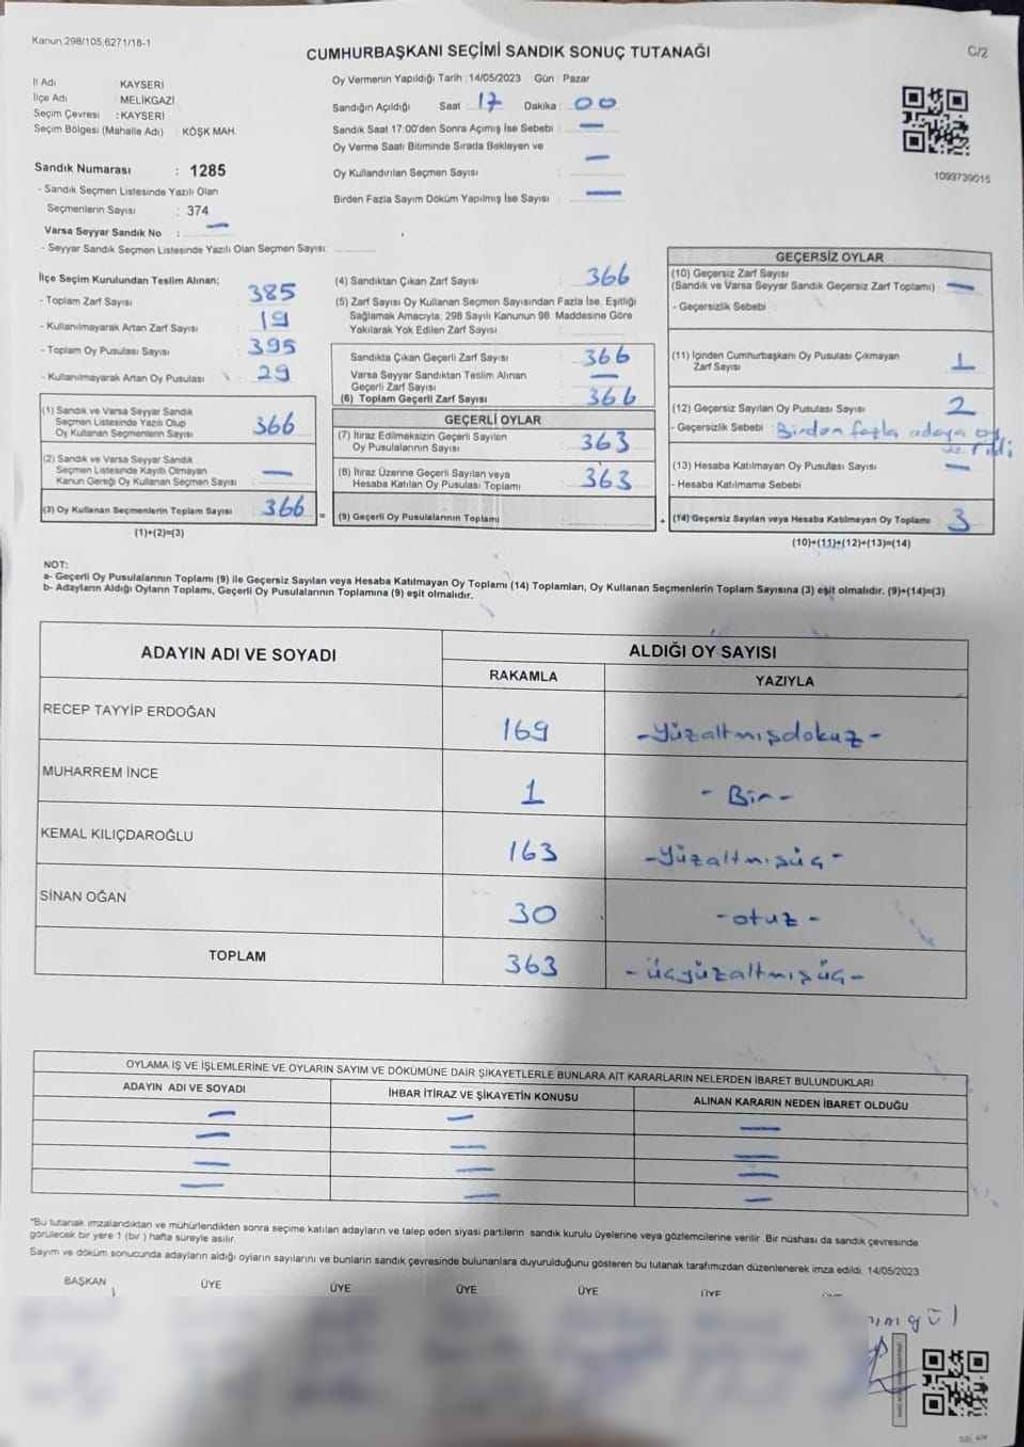 Kanun 298/105,6271/18-1
CUMHURBAŞKANI SEÇİMİ SANDIK SONUÇ TUTANAĞI
C/2
İl Adı KAYSERİ
İlçe Adı MELİKGAZİ
Seçim Çevresi : KAYSERİ
Seçim Bölgesi (Mahalle Adı) : KÖŞK MAH.
Oy Vermenin Yapıldığı Tarih :14/05/2023 Gün : Pazar
Sandığın Açıldığı Saat : 17 Dakika : 00
Sandık Saat 17:00'den Sonra Açımış İse Sebebi : —
Oy Verme Saati Bitiminde Sırada Bekleyen ve
Oy Kullandırılan Seçmen Sayısı : —
Birden Fazla Sayım Döküm Yapılmış İse Sayısı : —
1093739015
Sandık Numarası : 1285
- Sandık Seçmen Listesinde Yazılı Olan
Seçmenlerin Sayısı : 374
Varsa Seyyar Sandık No : —
- Seyyar Sandık Seçmen Listesinde Yazılı Olan Seçmen Sayısı:
İlçe Seçim Kurulundan Teslim Alınan;
- Toplam Zarf Sayısı 385
- Kullanılmayarak Artan Zarf Sayısı 19
- Toplam Oy Pusulası Sayısı 395
- Kullanılmayarak Artan Oy Pusulası 29
(1) Sandık ve Varsa Seyyar Sandık
Seçmen Listesinde Yazılı Olup
Oy Kullanan Seçmenlerin Sayısı 366
(2) Sandık ve Varsa Seyyar Sandık
Seçmen Listesinde Kayıtlı Olmayan
Kanun Gereği Oy Kullanan Seçmen Sayısı —
(3) Oy Kullanan Seçmenlerin Toplam Sayısı 366 =
(1)+(2)=(3)
(4) Sandıktan Çıkan Zarf Sayısı 366
(5) Zarf Sayısı Oy Kullanan Seçmen Sayısından Fazla İse, Eşitliği
Sağlamak Amacıyla, 298 Sayılı Kanunun 98. Maddesine Göre
Yakılarak Yok Edilen Zarf Sayısı
Sandıkta Çıkan Geçerli Zarf Sayısı 366
Varsa Seyyar Sandıktan Teslim Alınan
Geçerli Zarf Sayısı —
(6) Toplam Geçerli Zarf Sayısı 366
GEÇERLİ OYLAR
(7) İtiraz Edilmeksizin Geçerli Sayılan
Oy Pusulalarının Sayısı 363
(8) İtiraz Üzerine Geçerli Sayılan veya
Hesaba Katılan Oy Pusulası Toplamı 363
(9) Geçerli Oy Pusulalarının Toplamı +
GEÇERSİZ OYLAR
(10) Geçersiz Zarf Sayısı
(Sandık ve Varsa Seyyar Sandık Geçersiz Zarf Toplamı) —
- Geçersizlik Sebebi
(11) İçinden Cumhurbaşkanı Oy Pusulası Çıkmayan
Zarf Sayısı 1
(12) Geçersiz Sayılan Oy Pusulası Sayısı 2
- Geçersizlik Sebebi : Birden fazla adaya oy
verildi
(13) Hesaba Katılmayan Oy Pusulası Sayısı —
- Hesaba Katılmama Sebebi
(14) Geçersiz Sayılan veya Hesaba Katılmayan Oy Toplamı 3
(10)+(11)+(12)+(13)=(14)
NOT:
a- Geçerli Oy Pusulalarının Toplamı (9) ile Geçersiz Sayılan veya Hesaba Katılmayan Oy Toplamı (14) Toplamları, Oy Kullanan Seçmenlerin Toplam Sayısına (3) eşit olmalıdır. (9)+(14)=(3)
b- Adayların Aldığı Oyların Toplamı, Geçerli Oy Pusulalarının Toplamına (9) eşit olmalıdır.
ADAYIN ADI VE SOYADI ALDIĞI OY SAYISI
RAKAMLA YAZIYLA
RECEP TAYYİP ERDOĞAN 169 -Yüzaltmışdokuz-
MUHARREM İNCE 1 - Bir -
KEMAL KILIÇDAROĞLU 163 -Yüzaltmışüç-
SİNAN OĞAN 30 -otuz-
TOPLAM 363 -üçyüzaltmışüç-
OYLAMA İŞ VE İŞLEMLERİNE VE OYLARIN SAYIM VE DÖKÜMÜNE DAİR ŞİKAYETLERLE BUNLARA AİT KARARLARIN NELERDEN İBARET BULUNDUKLARI
ADAYIN ADI VE SOYADI İHBAR İTİRAZ VE ŞİKAYETİN KONUSU ALINAN KARARIN NEDEN İBARET OLDUĞU
— — —
— — —
— — —
— — —
"Bu tutanak imzalandıktan ve mühürlendikten sonra seçime katılan adayların ve talep eden siyasi partilerin sandık kurulu üyelerine veya gözlemcilerine verilir. Bir nüshası da sandık çevresinde
görülecek bir yere 1 (bir ) hafta süreyle asılır.
Sayım ve döküm sonucunda adayların aldığı oyların sayılarını ve bunların sandık çevresinde bulunanlara duyurulduğunu gösteren bu tutanak tarafımızdan düzenlenerek imza edildi. 14/05/2023
BAŞKAN ÜYE ÜYE ÜYE ÜYE ÜYE